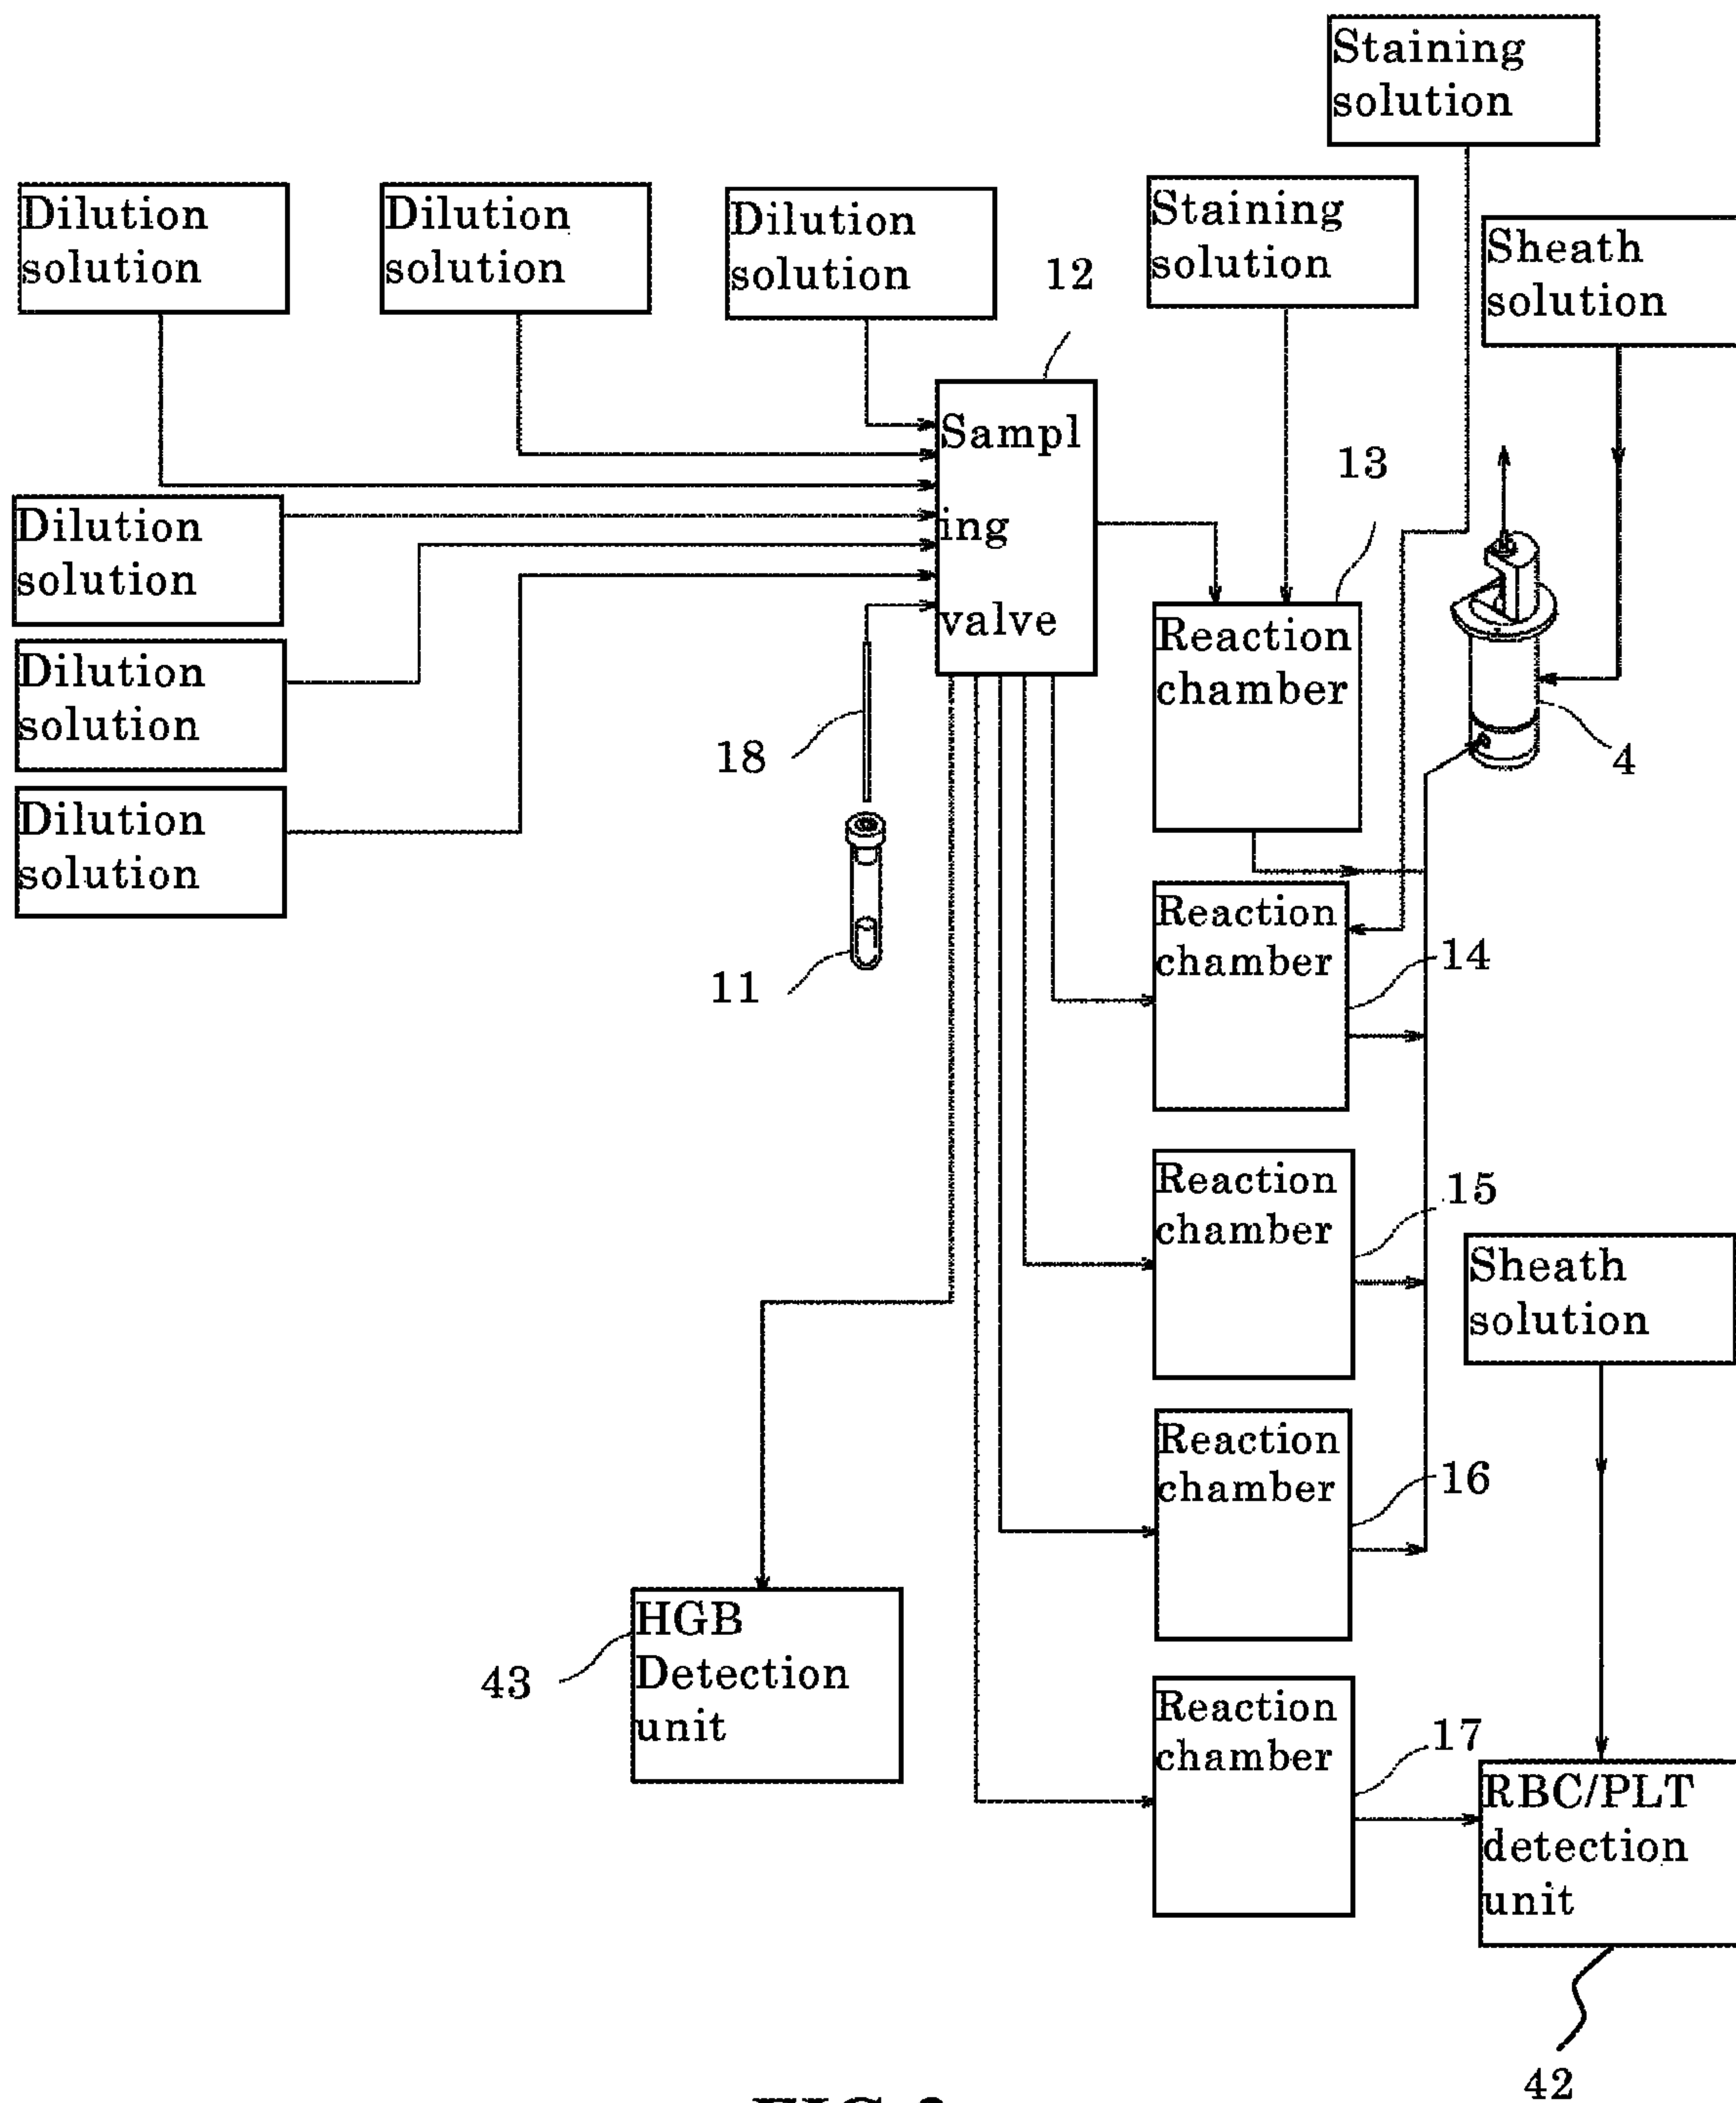 Staining
solution
Dilution
solution
Dilution
solution
Dilution
solution
Staining
solution
Sheath
solution
12
Sampl
ing
valve
13
Dilution
solution
Reaction
chamber
Dilution
solution
18
4
Dilution
solution
11
Reaction
chamber
14
Reaction
chamber
15
Sheath
solution
Reaction
chamber
16
HGB
Detection
unit
43
Reaction
chamber
17
RBC/PLT
detection
unit
42